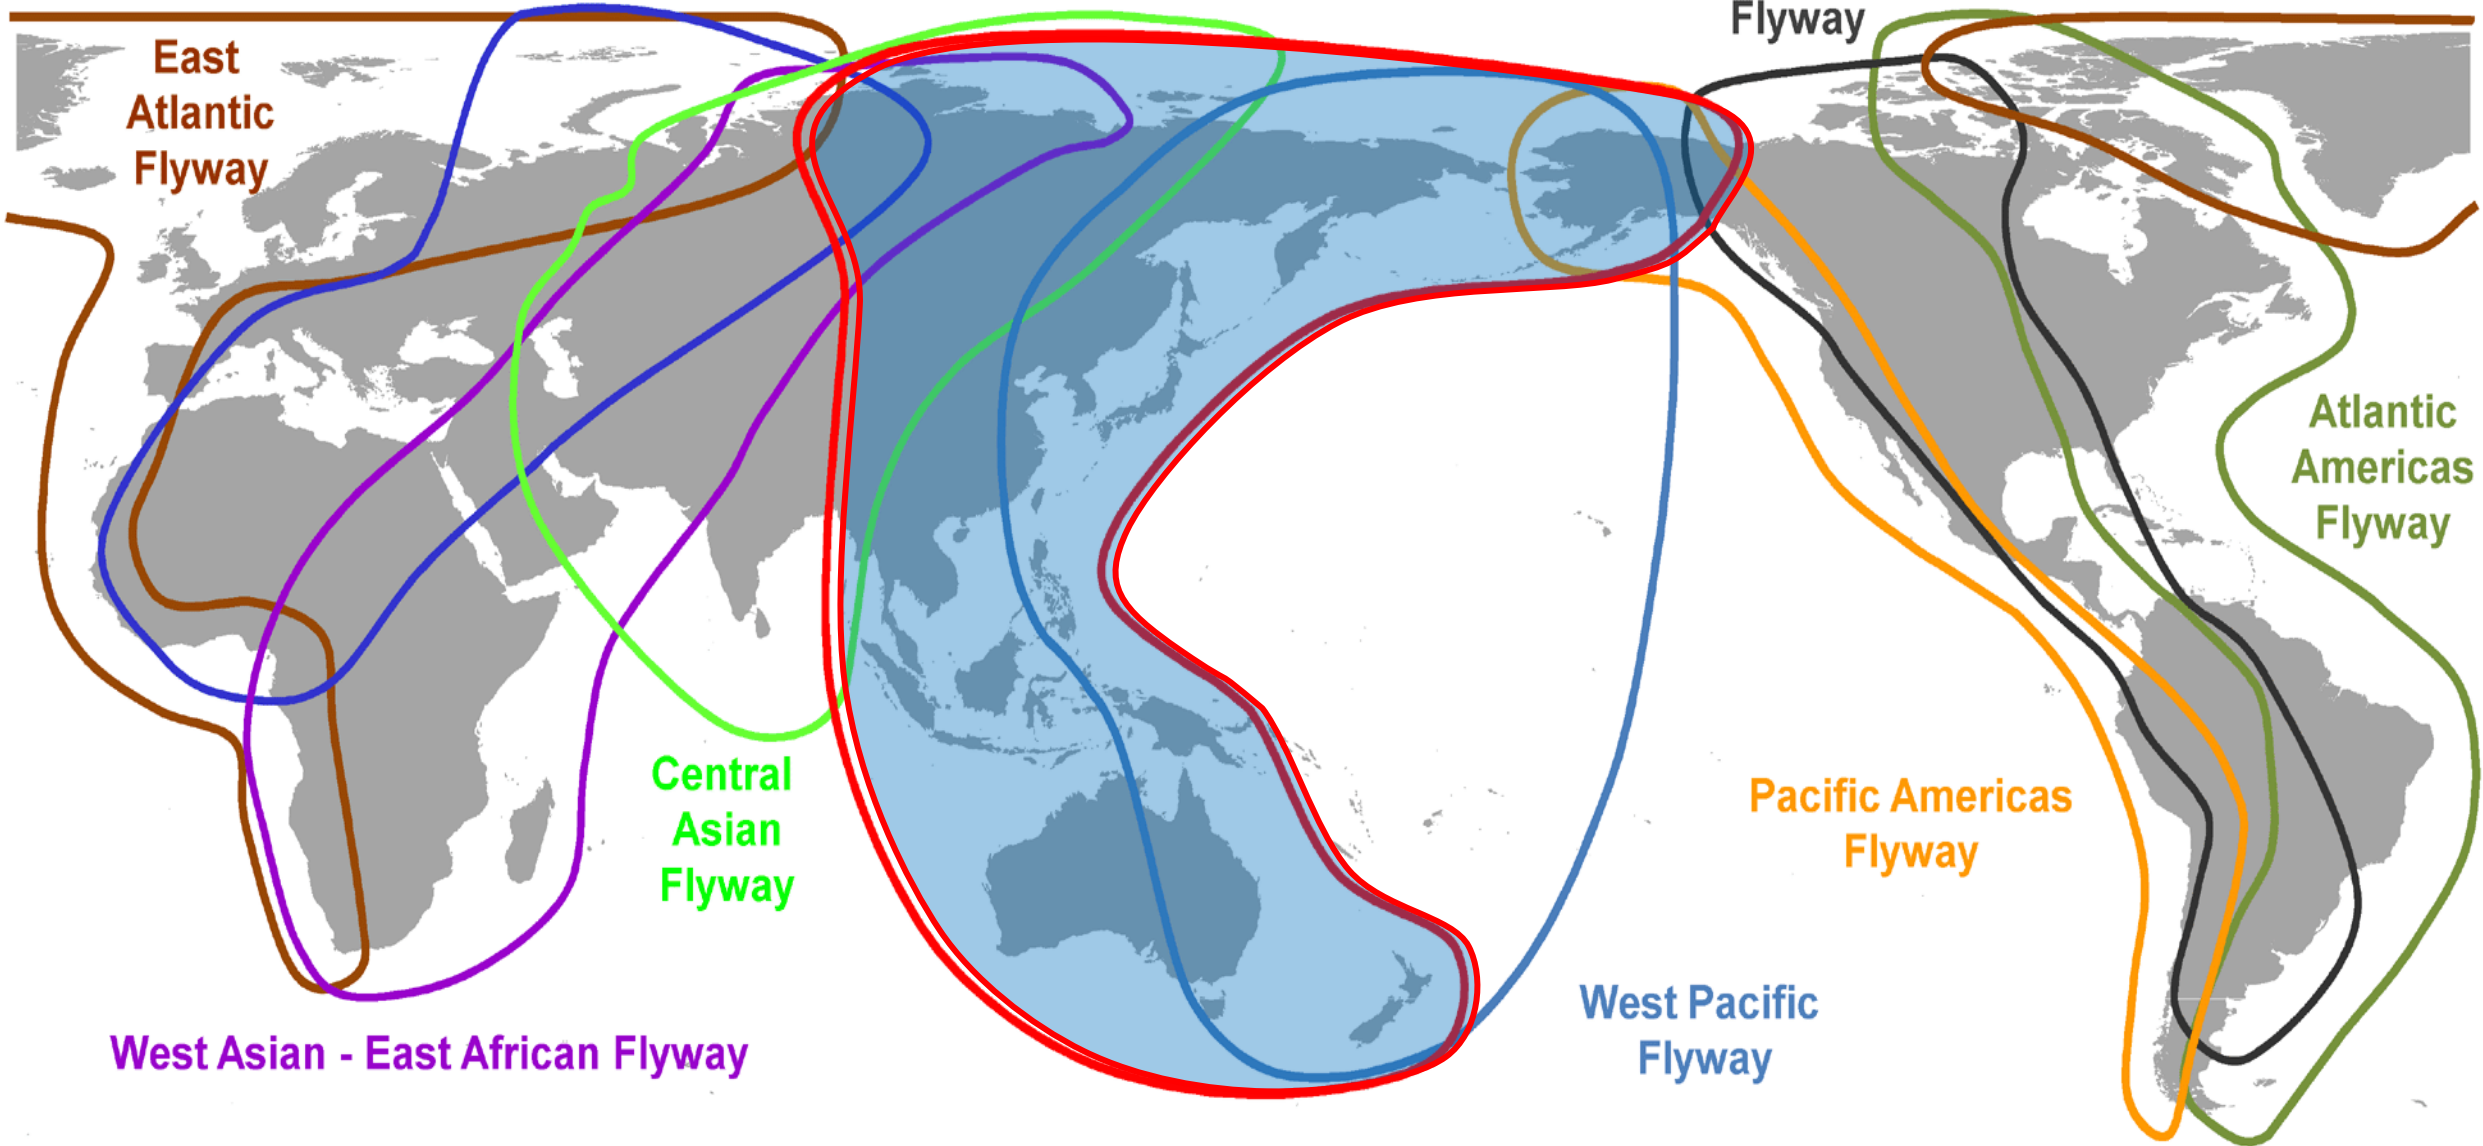 Flyway
East
Atlantic
Flyway
Atlantic
Americas
Flyway
Central
Asian
Flyway
Pacific Americas
Flyway
West Pacific
Flyway
West Asian - East African Flyway